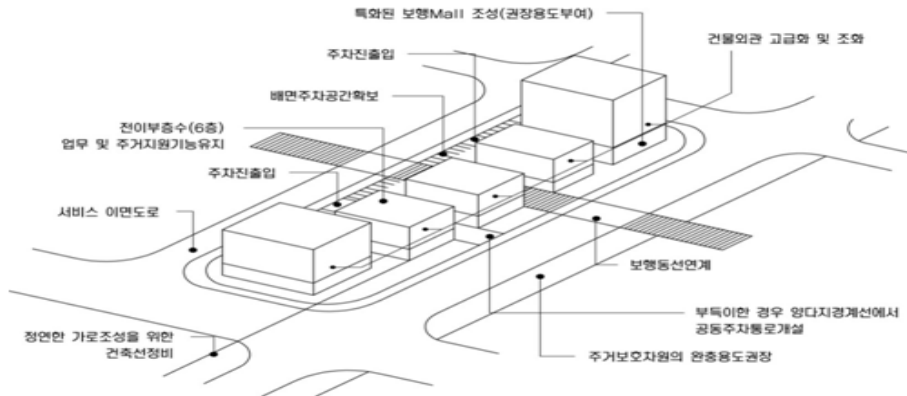 특화된 보행Mall 조성(권장용도부여)
건물외관 고급화 및 조화
주차진출입
배면주차공간확보
전이부층수(6층)
업무 및 주거지원기능유지
주차진출입
서비스 이면도로
보행동선연계
정연한 가로조성을 위한
건축선정비
부득이한 경우 양대지경계선에서
공동주차통로개설
주거보호차원의 완충용도권장